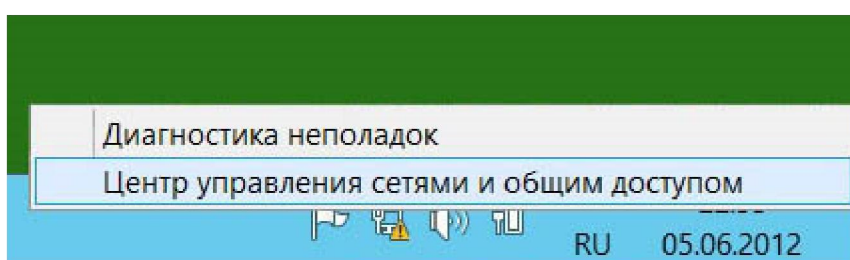 Диагностика неполадок
Центр управления сетями и общим доступом
RU 05.06.2012